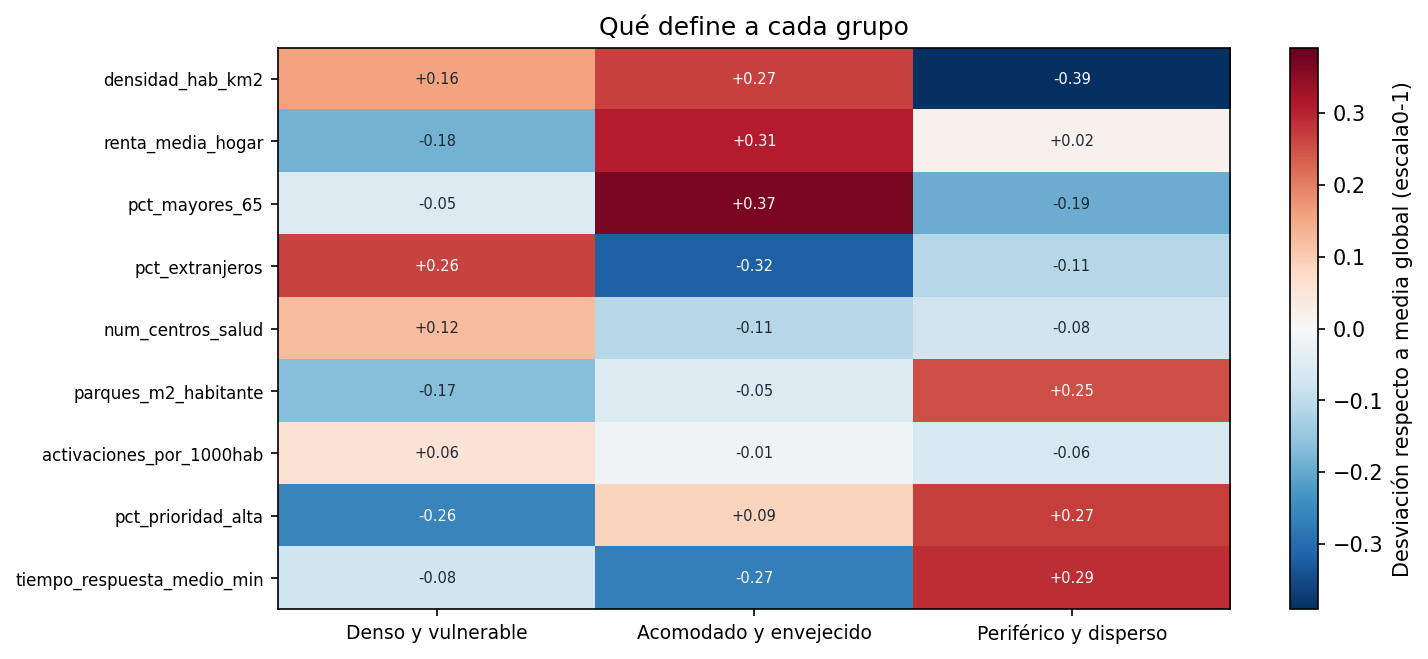 Qué define a cada grupo
densidad_hab_km2 +0.16 +0.27 -0.39
renta_media_hogar -0.18 +0.31 +0.02
pct_mayores_65 -0.05 +0.37 -0.19
pct_extranjeros +0.26 -0.32 -0.11
num_centros_salud +0.12 -0.11 -0.08
parques_m2_habitante -0.17 -0.05 +0.25
activaciones_por_1000hab +0.06 -0.01 -0.06
pct_prioridad_alta -0.26 +0.09 +0.27
tiempo_respuesta_medio_min -0.08 -0.27 +0.29
Denso y vulnerable Acomodado y envejecido Periférico y disperso
0.3
0.2
0.1
0.0
−0.1
−0.2
−0.3
Desviación respecto a media global (escala0-1)